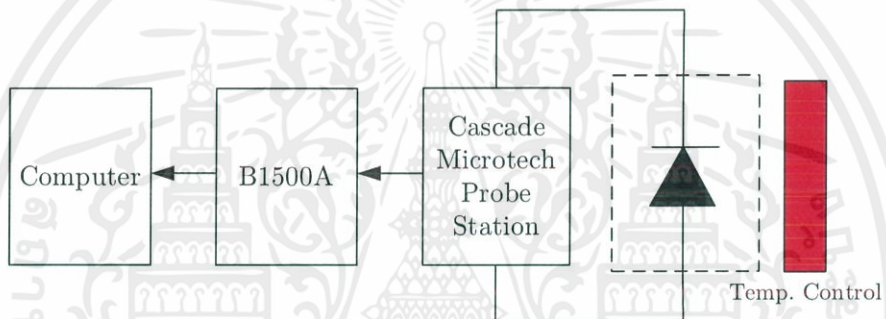 Computer
B1500A
Cascade
Microtech
Probe
Station
Temp. Control